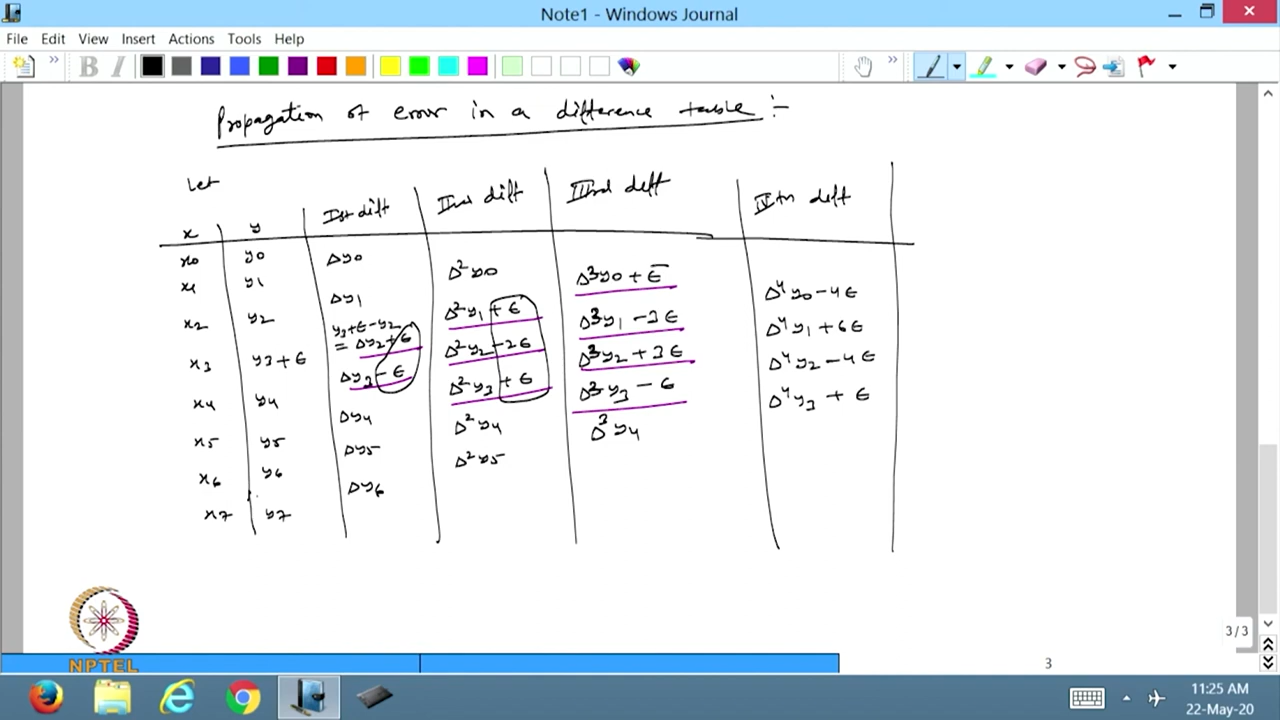 Note1 - Windows Journal
File Edit View Insert Actions Tools Help
Propagation of error in a difference table :-
Let
x y Ist diff IInd diff IIIrd deff IVth diff
x0 y0 Δy0
Δ²y0 Δ³y0 + ϵ
x1 y1 Δy1 Δ⁴y0 - 4ϵ
x2 y2 y3+ϵ-y2 Δ²y1 + ϵ Δ³y1 - 3ϵ Δ⁴y1 + 6ϵ
= Δy2 + ϵ
x3 y3 + ϵ Δy3 - ϵ Δ²y2 - 2ϵ Δ³y2 + 3ϵ Δ⁴y2 - 4ϵ
x4 y4 Δy4 Δ²y3 + ϵ Δ³y3 - ϵ Δ⁴y3 + ϵ
x5 y5 Δy5 Δ²y4 Δ³y4
x6 y6 Δy6 Δ²y5
x7 y7
3/3
NPTEL
3
11:25 AM
22-May-20